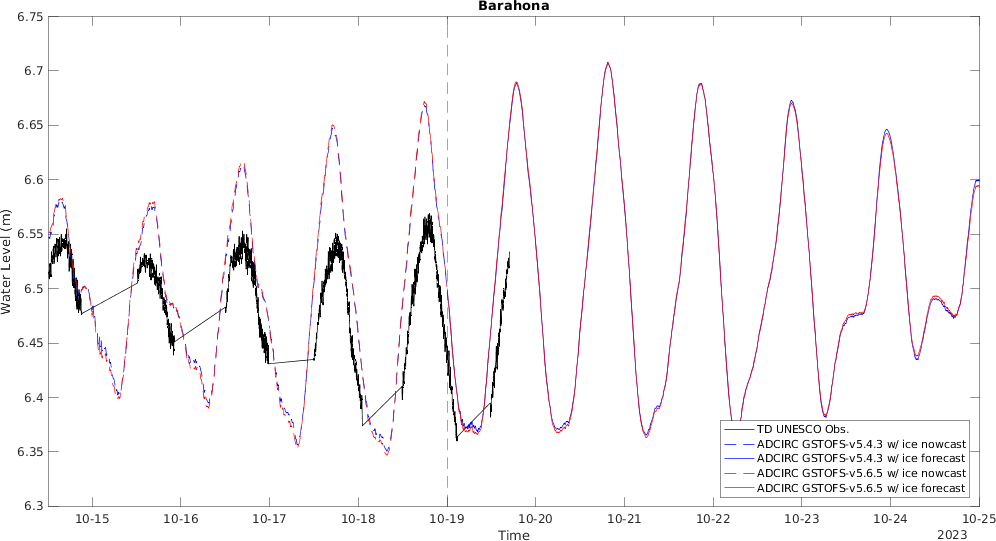 Barahona
6.75
6.7
6.65
6.6
6.55
6.5
6.45
6.4
6.35
6.3
Water Level (m)
TD UNESCO Obs.
ADCIRC GSTOFS-v5.4.3 w/ ice nowcast
ADCIRC GSTOFS-v5.4.3 w/ ice forecast
ADCIRC GSTOFS-v5.6.5 w/ ice nowcast
ADCIRC GSTOFS-v5.6.5 w/ ice forecast
10-15 10-16 10-17 10-18 10-19 10-20 10-21 10-22 10-23 10-24 10-25
Time
2023